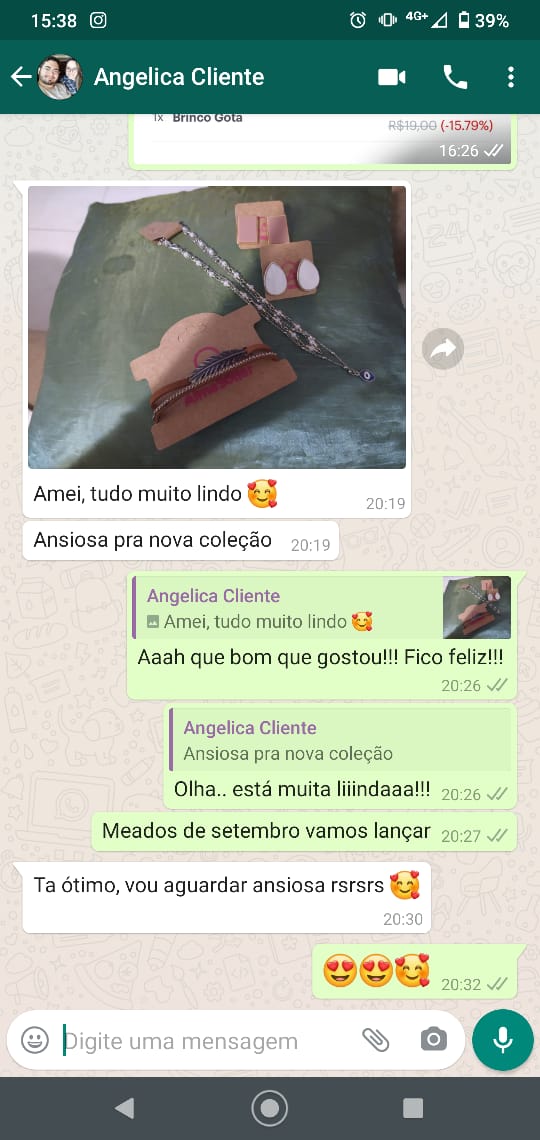 15:38
4G+
39%
Angelica Cliente
1x Brinco Gota
R$19,00 (-15.79%)
16:26
Amei, tudo muito lindo 🥰
20:19
Ansiosa pra nova coleção 20:19
Angelica Cliente
Amei, tudo muito lindo 🥰
Aaah que bom que gostou!!! Fico feliz!!!
20:26
Angelica Cliente
Ansiosa pra nova coleção
Olha.. está muita liiindaaa!!! 20:26
Meados de setembro vamos lançar 20:27
Ta ótimo, vou aguardar ansiosa rsrsrs 🥰
20:30
😍😍🥰 20:32
Digite uma mensagem